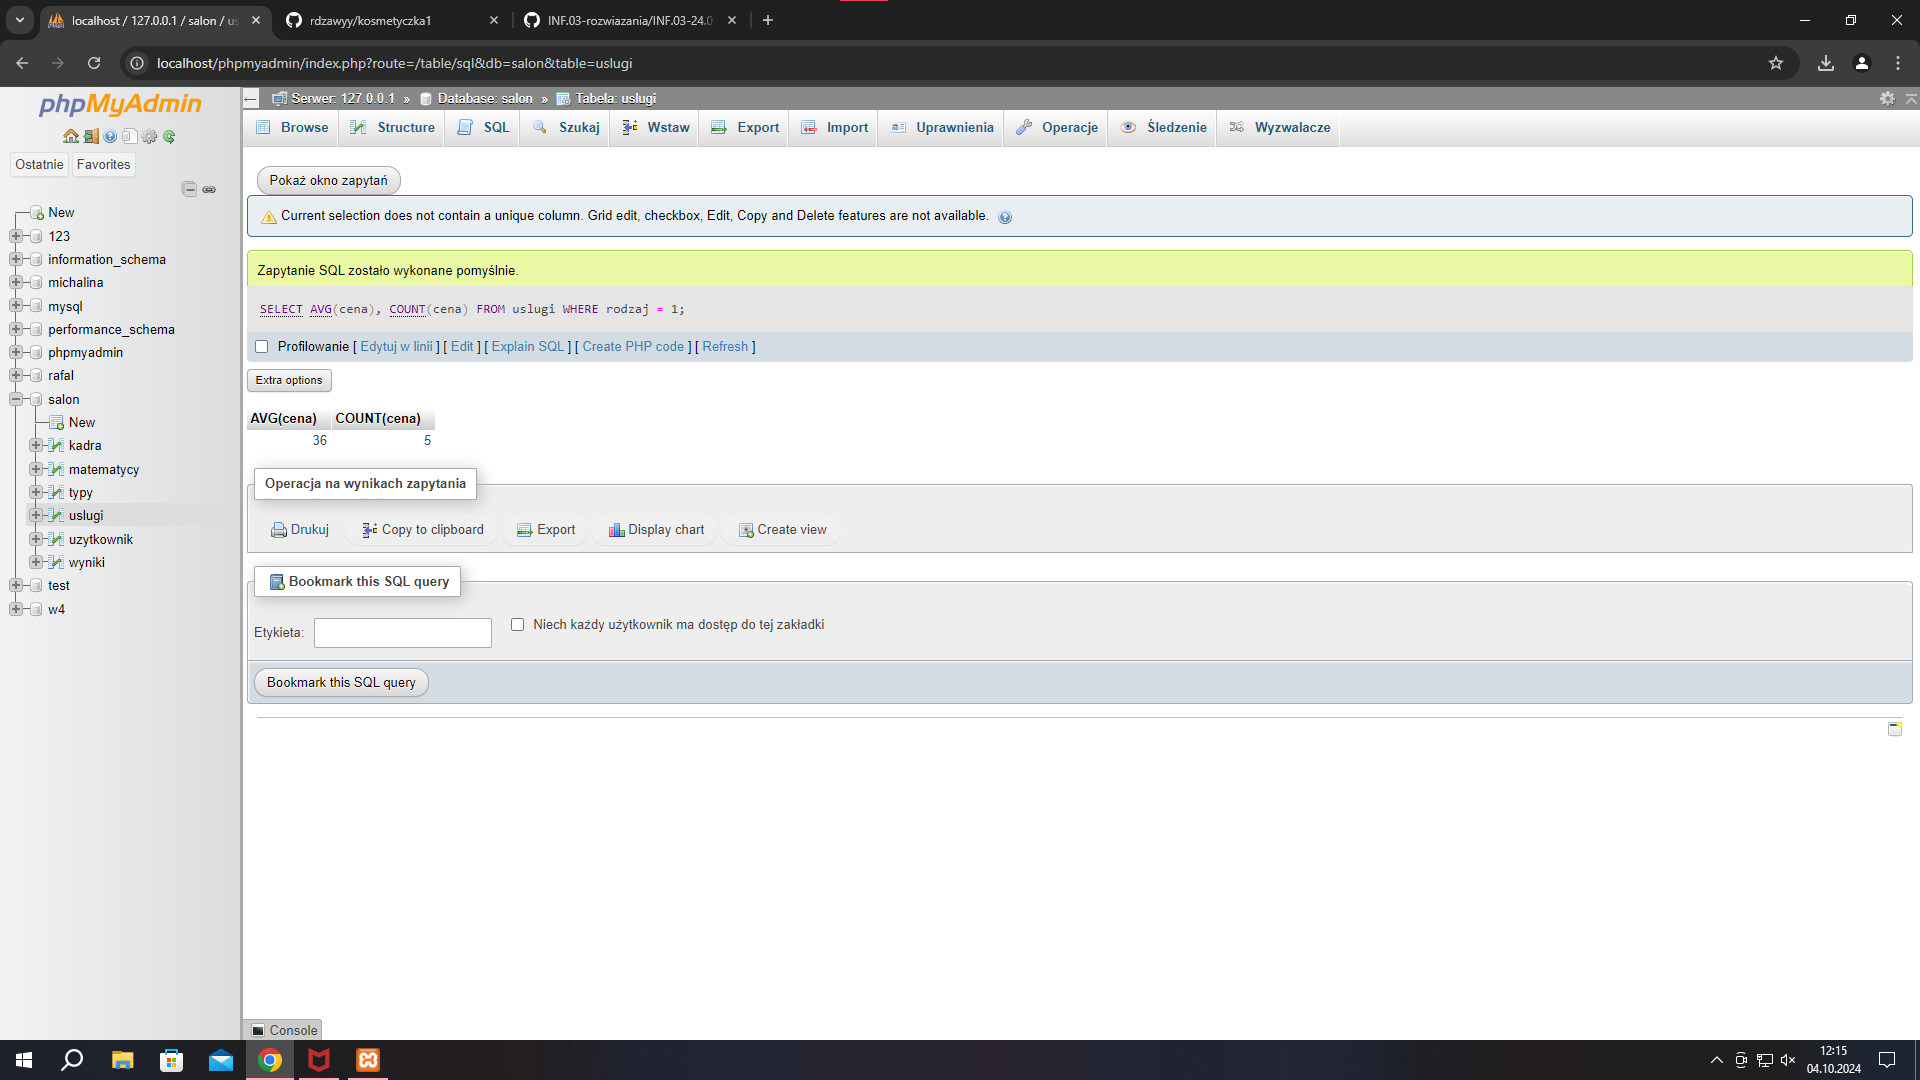 localhost / 127.0.0.1 / salon / us
rdzawyy/kosmetyczka1
INF.03-rozwiazania/INF.03-24.0
localhost/phpmyadmin/index.php?route=/table/sql&db=salon&table=uslugi
phpMyAdmin
Ostatnie
Favorites
New
123
information_schema
michalina
mysql
performance_schema
phpmyadmin
rafal
salon
New
kadra
matematycy
typy
uslugi
uzytkownik
wyniki
test
w4
Serwer: 127.0.0.1 » Database: salon » Tabela: uslugi
Browse
Structure
SQL
Szukaj
Wstaw
Export
Import
Uprawnienia
Operacje
Śledzenie
Wyzwalacze
Pokaż okno zapytań
Current selection does not contain a unique column. Grid edit, checkbox, Edit, Copy and Delete features are not available.
Zapytanie SQL zostało wykonane pomyślnie.
SELECT AVG(cena), COUNT(cena) FROM uslugi WHERE rodzaj = 1;
Profilowanie [ Edytuj w linii ] [ Edit ] [ Explain SQL ] [ Create PHP code ] [ Refresh ]
Extra options
AVG(cena) COUNT(cena)
36 5
Operacja na wynikach zapytania
Drukuj
Copy to clipboard
Export
Display chart
Create view
Bookmark this SQL query
Etykieta:
Niech każdy użytkownik ma dostęp do tej zakładki
Bookmark this SQL query
Console
12:15
04.10.2024